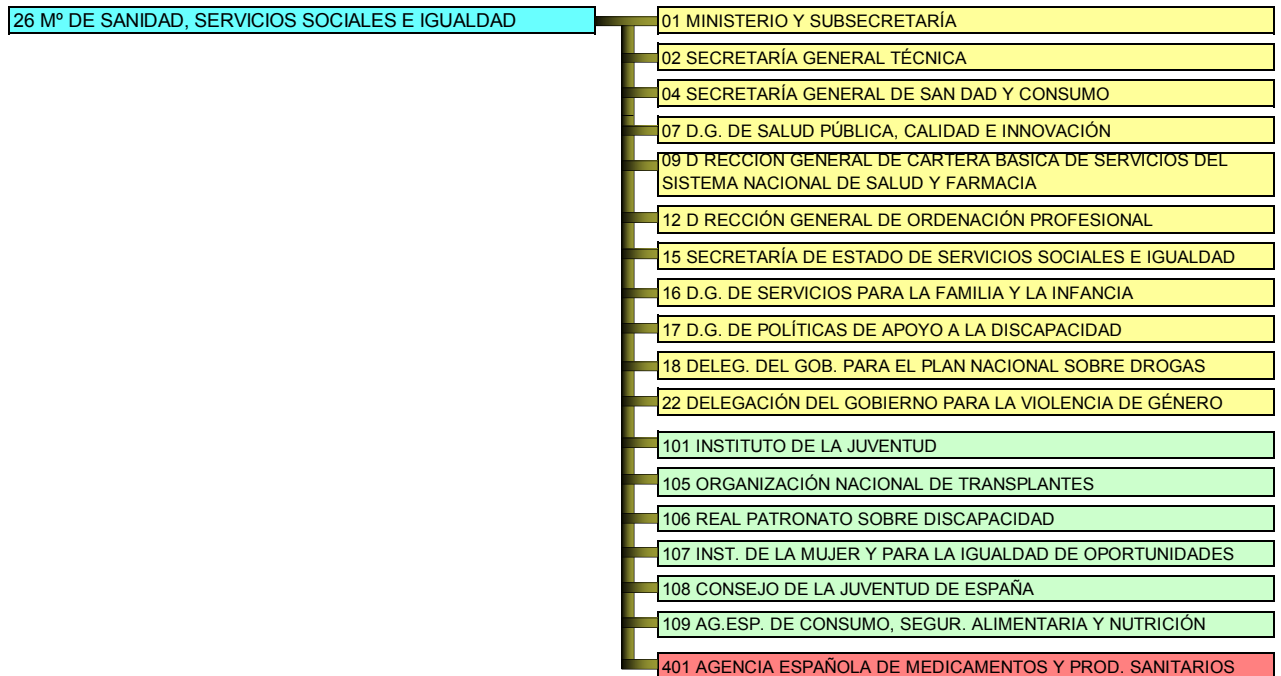 26 Mº DE SANIDAD, SERVICIOS SOCIALES E IGUALDAD
01 MINISTERIO Y SUBSECRETARÍA
02 SECRETARÍA GENERAL TÉCNICA
04 SECRETARÍA GENERAL DE SAN DAD Y CONSUMO
07 D.G. DE SALUD PÚBLICA, CALIDAD E INNOVACIÓN
09 D RECCIÓN GENERAL DE CARTERA BÁSICA DE SERVICIOS DEL
SISTEMA NACIONAL DE SALUD Y FARMACIA
12 D RECCIÓN GENERAL DE ORDENACIÓN PROFESIONAL
15 SECRETARÍA DE ESTADO DE SERVICIOS SOCIALES E IGUALDAD
16 D.G. DE SERVICIOS PARA LA FAMILIA Y LA INFANCIA
17 D.G. DE POLÍTICAS DE APOYO A LA DISCAPACIDAD
18 DELEG. DEL GOB. PARA EL PLAN NACIONAL SOBRE DROGAS
22 DELEGACIÓN DEL GOBIERNO PARA LA VIOLENCIA DE GÉNERO
101 INSTITUTO DE LA JUVENTUD
105 ORGANIZACIÓN NACIONAL DE TRANSPLANTES
106 REAL PATRONATO SOBRE DISCAPACIDAD
107 INST. DE LA MUJER Y PARA LA IGUALDAD DE OPORTUNIDADES
108 CONSEJO DE LA JUVENTUD DE ESPAÑA
109 AG.ESP. DE CONSUMO, SEGUR. ALIMENTARIA Y NUTRICIÓN
401 AGENCIA ESPAÑOLA DE MEDICAMENTOS Y PROD. SANITARIOS